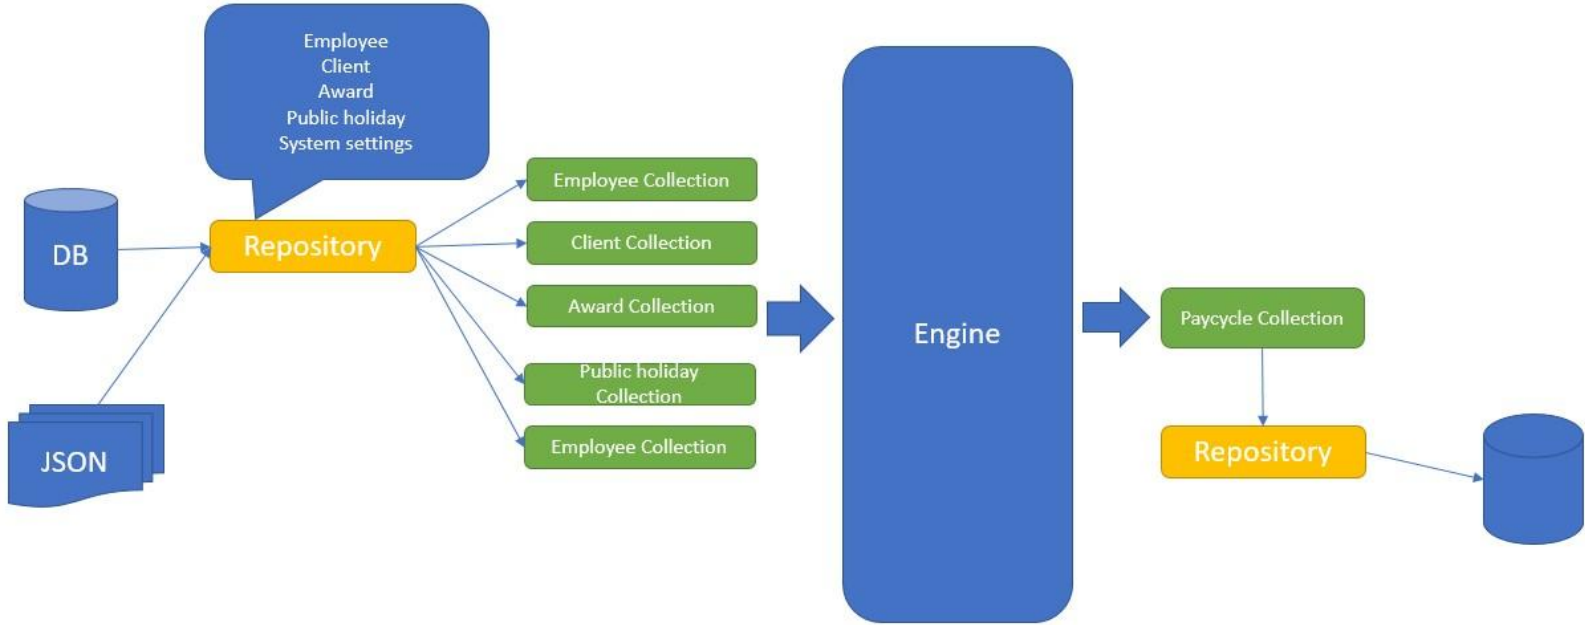 Employee
Client
Award
Public holiday
System settings
DB
JSON
Repository
Employee Collection
Client Collection
Award Collection
Public holiday
Collection
Employee Collection
Engine
Paycycle Collection
Repository